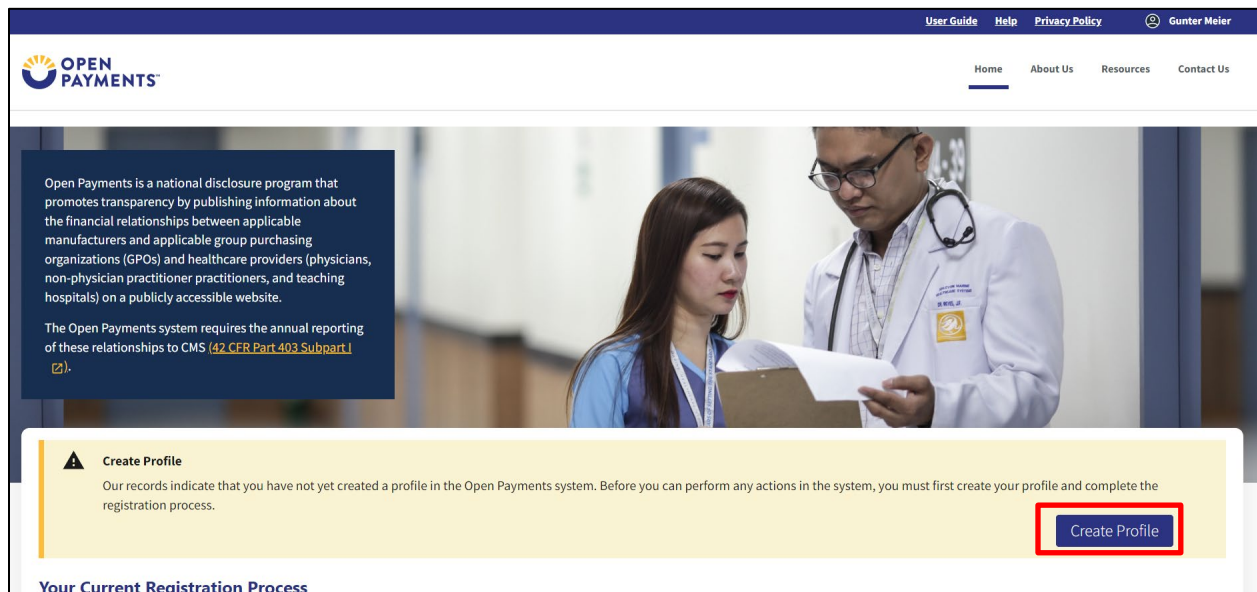 User Guide Help Privacy Policy Gunter Meier
OPEN
PAYMENTS
Home About Us Resources Contact Us
Open Payments is a national disclosure program that
promotes transparency by publishing information about
the financial relationships between applicable
manufacturers and applicable group purchasing
organizations (GPOs) and healthcare providers (physicians,
non-physician practitioner practitioners, and teaching
hospitals) on a publicly accessible website.
The Open Payments system requires the annual reporting
of these relationships to CMS (42 CFR Part 403 Subpart I
).
Create Profile
Our records indicate that you have not yet created a profile in the Open Payments system. Before you can perform any actions in the system, you must first create your profile and complete the
registration process.
Create Profile
Your Current Registration Process